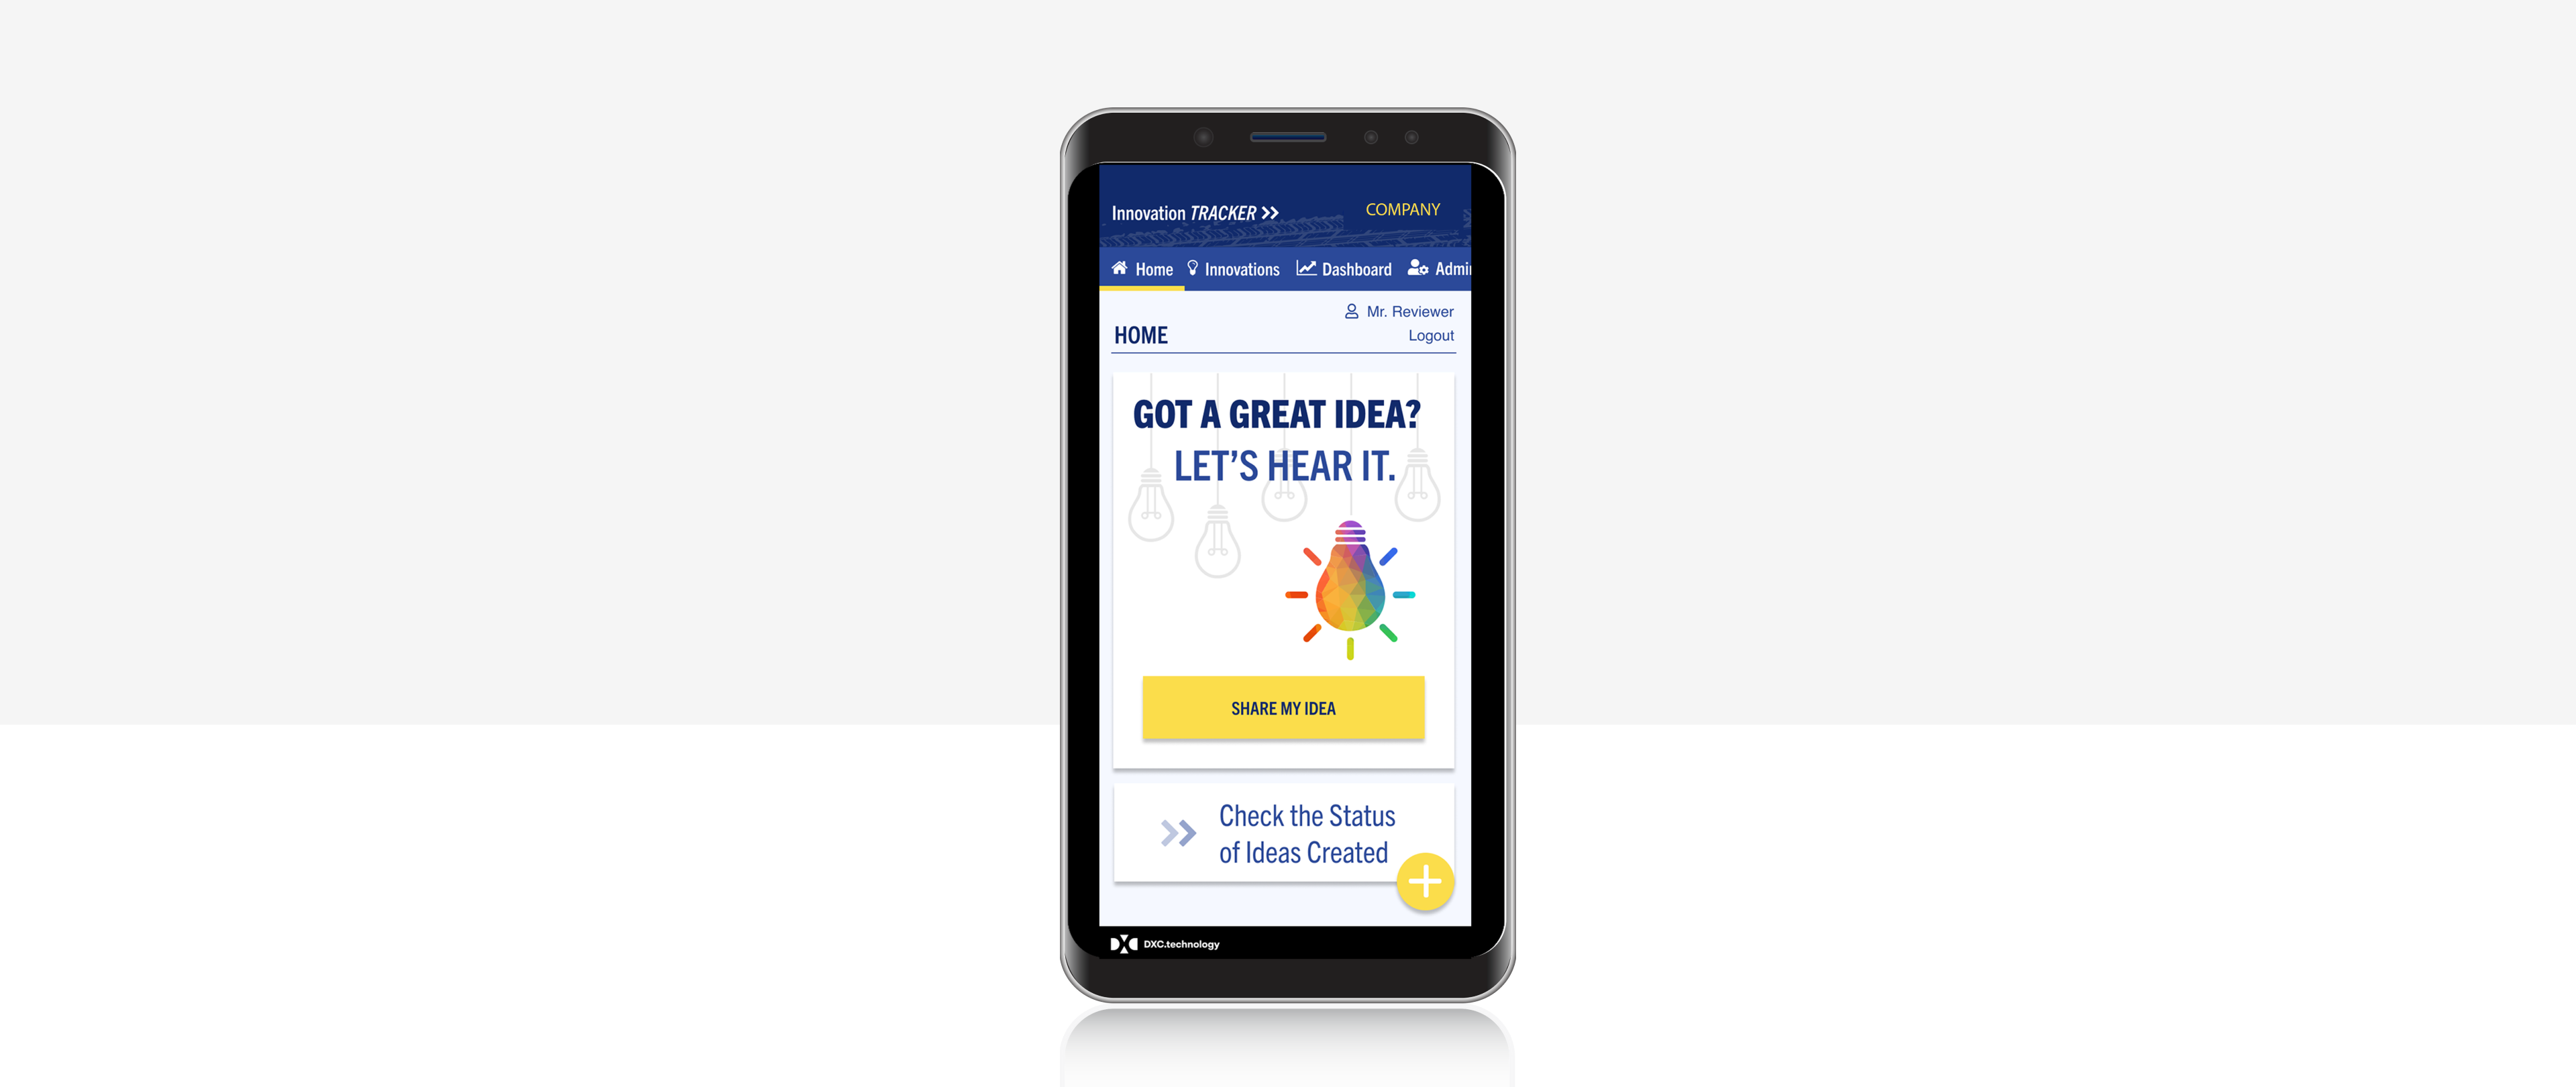 Innovation TRACKER
COMPANY
Home Innovations Dashboard Admi
Mr. Reviewer
HOME
Logout
GOT A GREAT IDEA?
LET'S HEAR IT.
SHARE MY IDEA
Check the Status
of Ideas Created
DXC DXC.technology